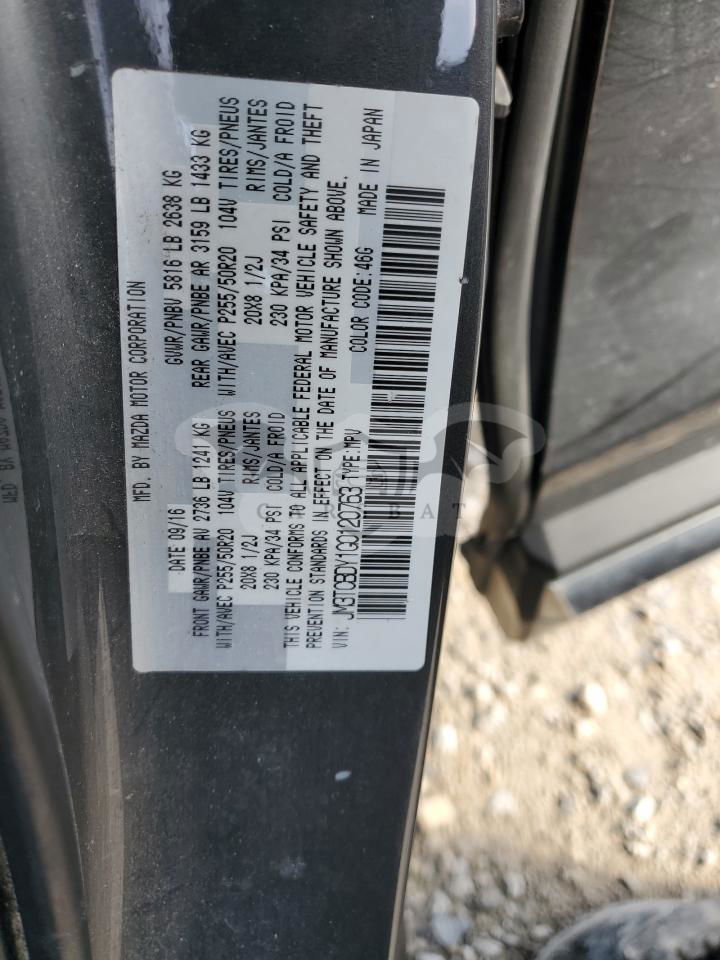 MFD. BY MAZDA MOTOR CORPORATION
DATE 09/16 GVWR/PNBV 5816 LB 2638 KG
FRONT GAWR/PNBE AV 2736 LB 1241 KG REAR GAWR/PNBE AR 3159 LB 1433 KG
WITH/AVEC P255/50R20 104V TIRES/PNEUS WITH/AVEC P255/50R20 104V TIRES/PNEUS
20X8 1/2J RIMS/JANTES 20X8 1/2J RIMS/JANTES
230 KPA/34 PSI COLD/A FROID 230 KPA/34 PSI COLD/A FROID
THIS VEHICLE CONFORMS TO ALL APPLICABLE FEDERAL MOTOR VEHICLE SAFETY AND THEFT
PREVENTION STANDARDS IN EFFECT ON THE DATE OF MANUFACTURE SHOWN ABOVE.
VIN: JM3TCBDY1G0120763 TYPE:MPV COLOR CODE:46G MADE IN JAPAN